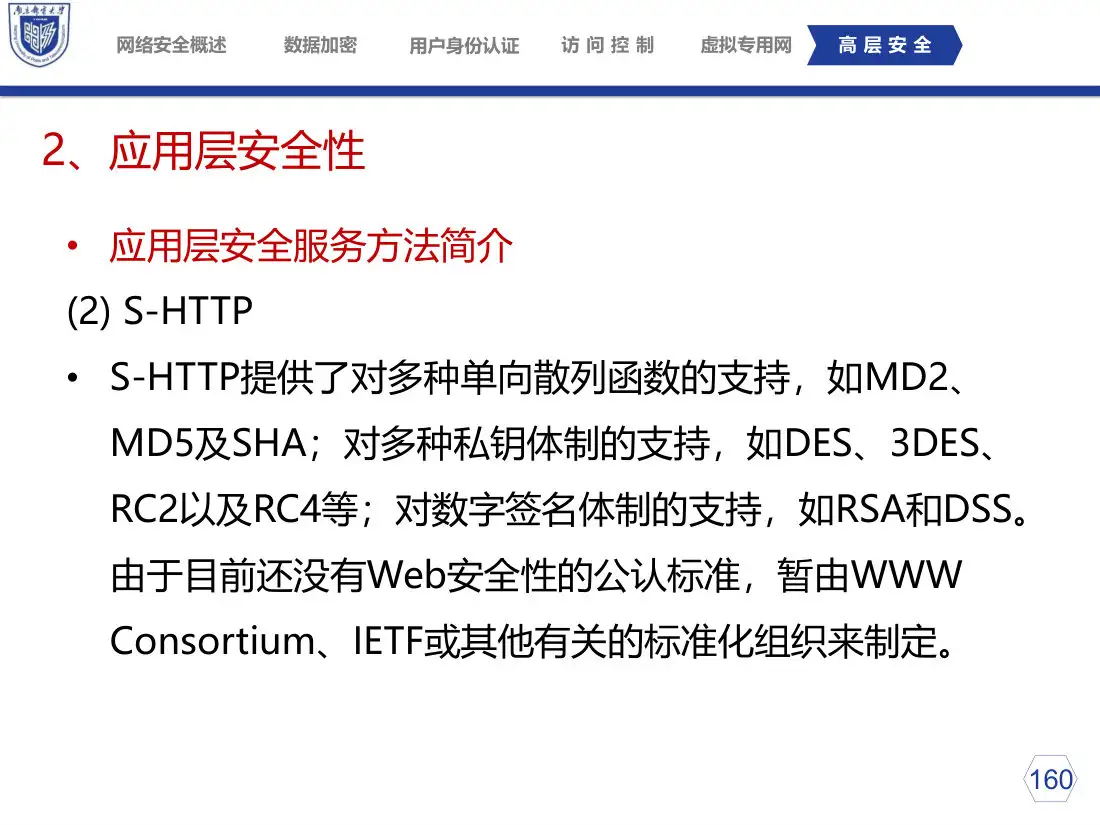 南京邮电大学
网络安全概述 数据加密 用户身份认证 访问控制 虚拟专用网 高层安全
2、应用层安全性
• 应用层安全服务方法简介
(2) S-HTTP
• S-HTTP提供了对多种单向散列函数的支持，如MD2、
MD5及SHA；对多种私钥体制的支持，如DES、3DES、
RC2以及RC4等；对数字签名体制的支持，如RSA和DSS。
由于目前还没有Web安全性的公认标准，暂由WWW
Consortium、IETF或其他有关的标准化组织来制定。
160